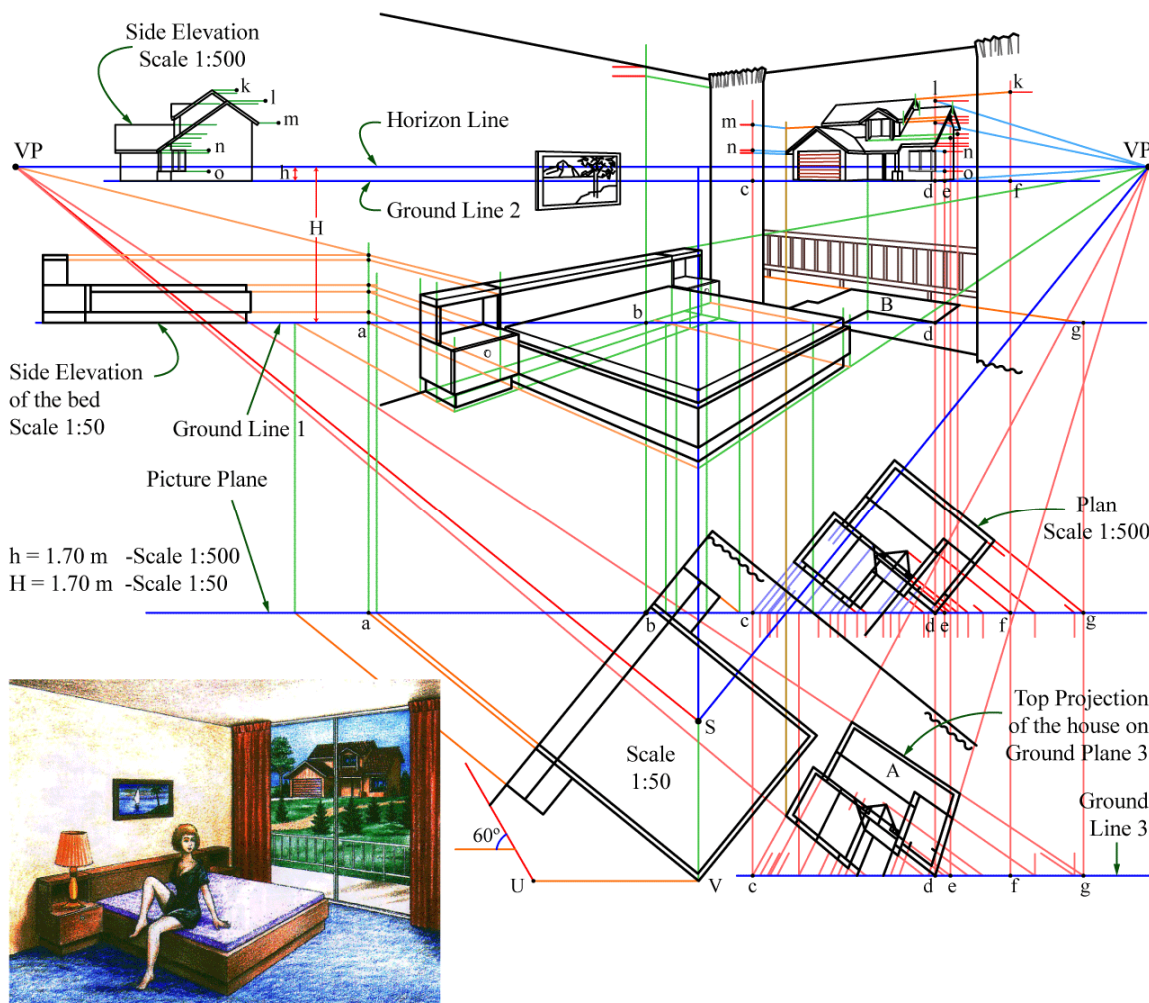 Side Elevation
Scale 1:500
k
l
m
n
o
VP
Horizon Line
h
Ground Line 2
H
l
k
m
n
n
o
VP
c
d
e
f
B
a
b
d
g
o
o
Side Elevation
of the bed
Scale 1:50
Ground Line 1
Picture Plane
Plan
Scale 1:500
h = 1.70 m -Scale 1:500
H = 1.70 m -Scale 1:50
a
b
c
d
e
f
g
S
Scale
1:50
Top Projection
of the house on
Ground Plane 3
A
Ground
Line 3
60º
U
V
c
d
e
f
g